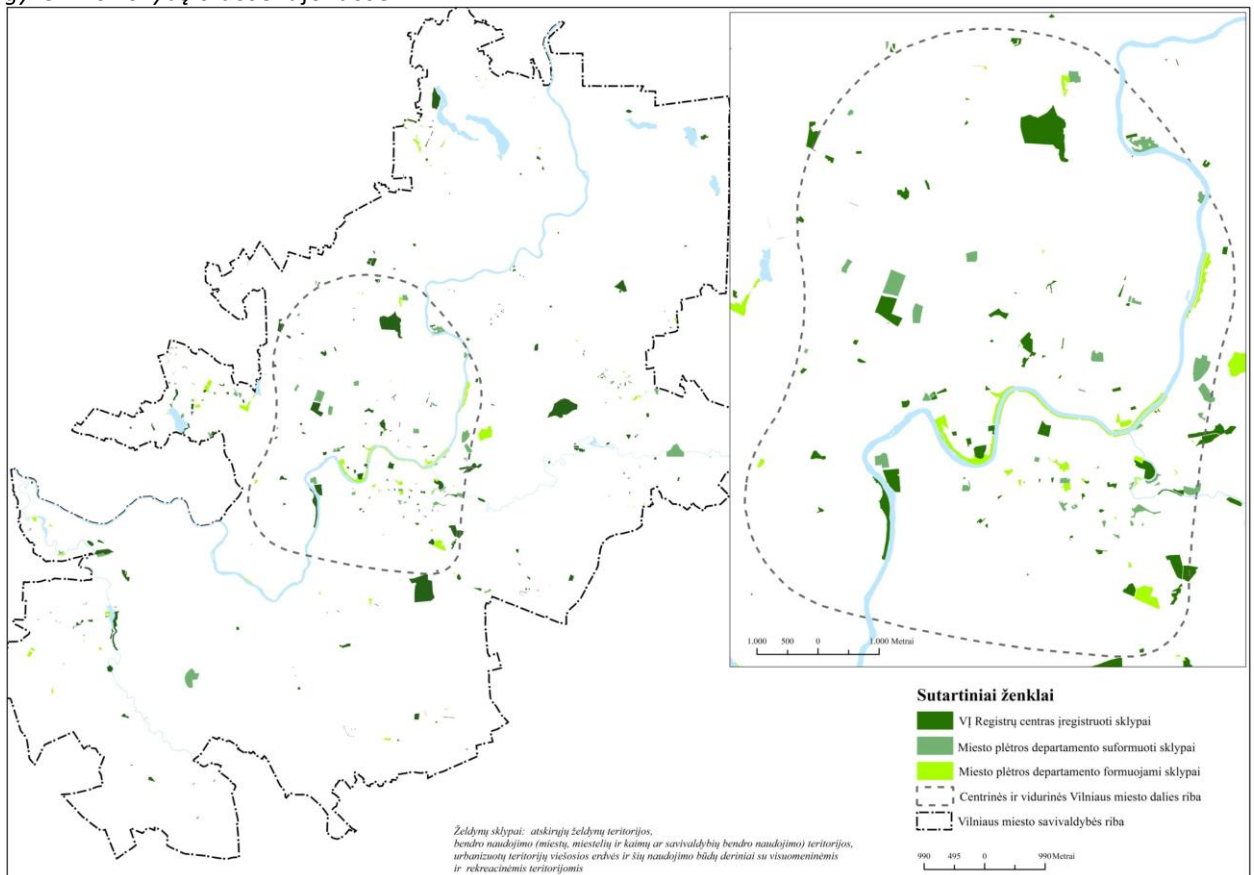 1.000 500 0 1.000 Metrai
Sutartiniai ženklai
VĮ Registrų centras įregistruoti sklypai
Miesto plėtros departamento suformuoti sklypai
Miesto plėtros departamento formuojami sklypai
Centrinės ir vidurinės Vilniaus miesto dalies riba
Vilniaus miesto savivaldybės riba
990 495 0 990 Metrai
Želdynų sklypai: atskirųjų želdynų teritorijos,
bendro naudojimo (miestų, miestelių ir kaimų ar savivaldybių bendro naudojimo) teritorijos,
urbanizuotų teritorijų viešosios erdvės ir šių naudojimo būdų deriniai su visuomeninėmis
ir rekreacinėmis teritorijomis